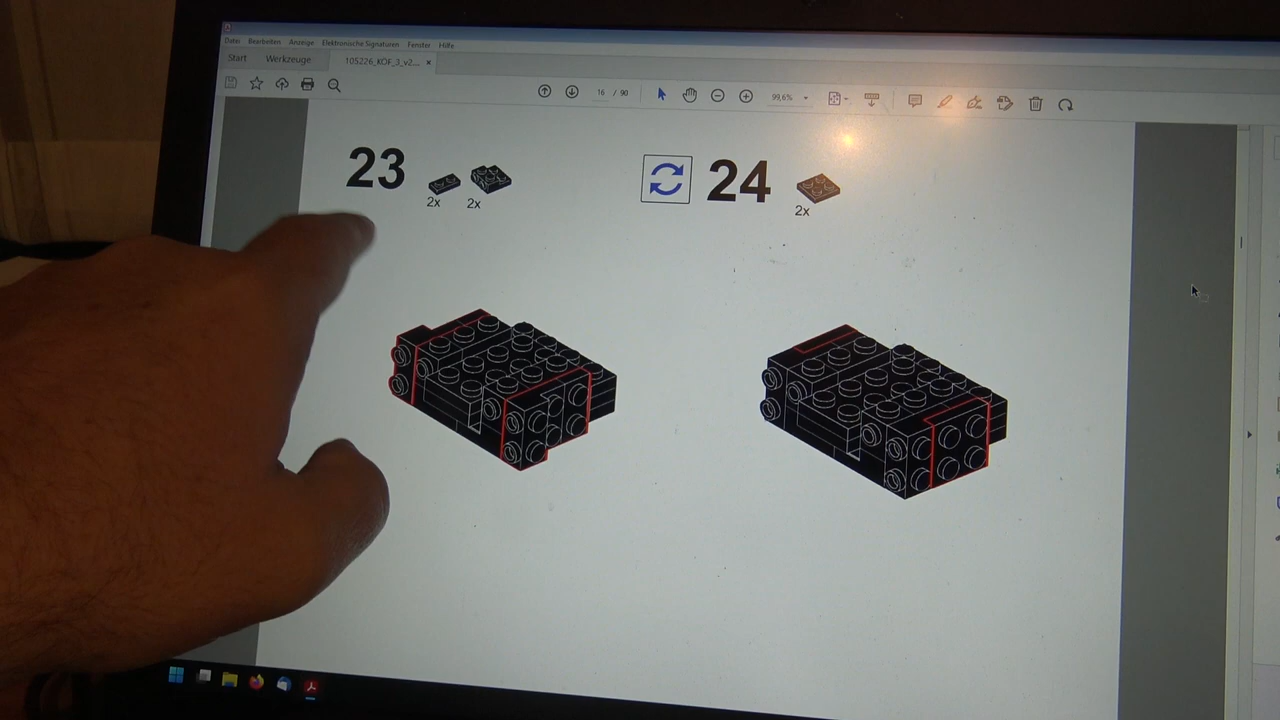 Datei Bearbeiten Anzeige Elektronische Signaturen Fenster Hilfe
Start Werkzeuge 105226_KÖF_3_v2... ×
16 / 90 99,6%
23 24
2x 2x 2x